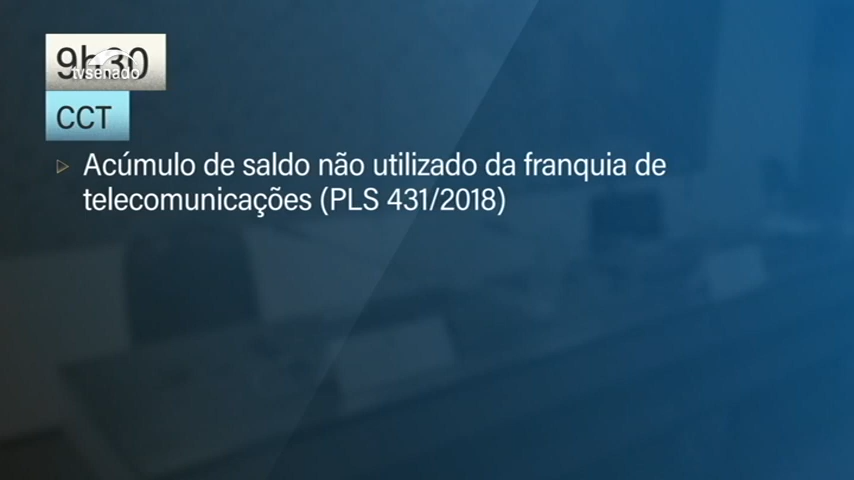 9h30
tvsenado
CCT
Acúmulo de saldo não utilizado da franquia de
telecomunicações (PLS 431/2018)